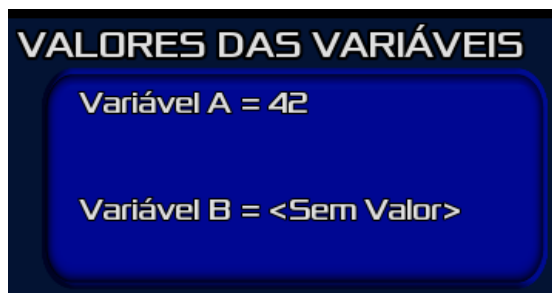 VALORES DAS VARIÁVEIS
Variável A = 42
Variável B = <Sem Valor>